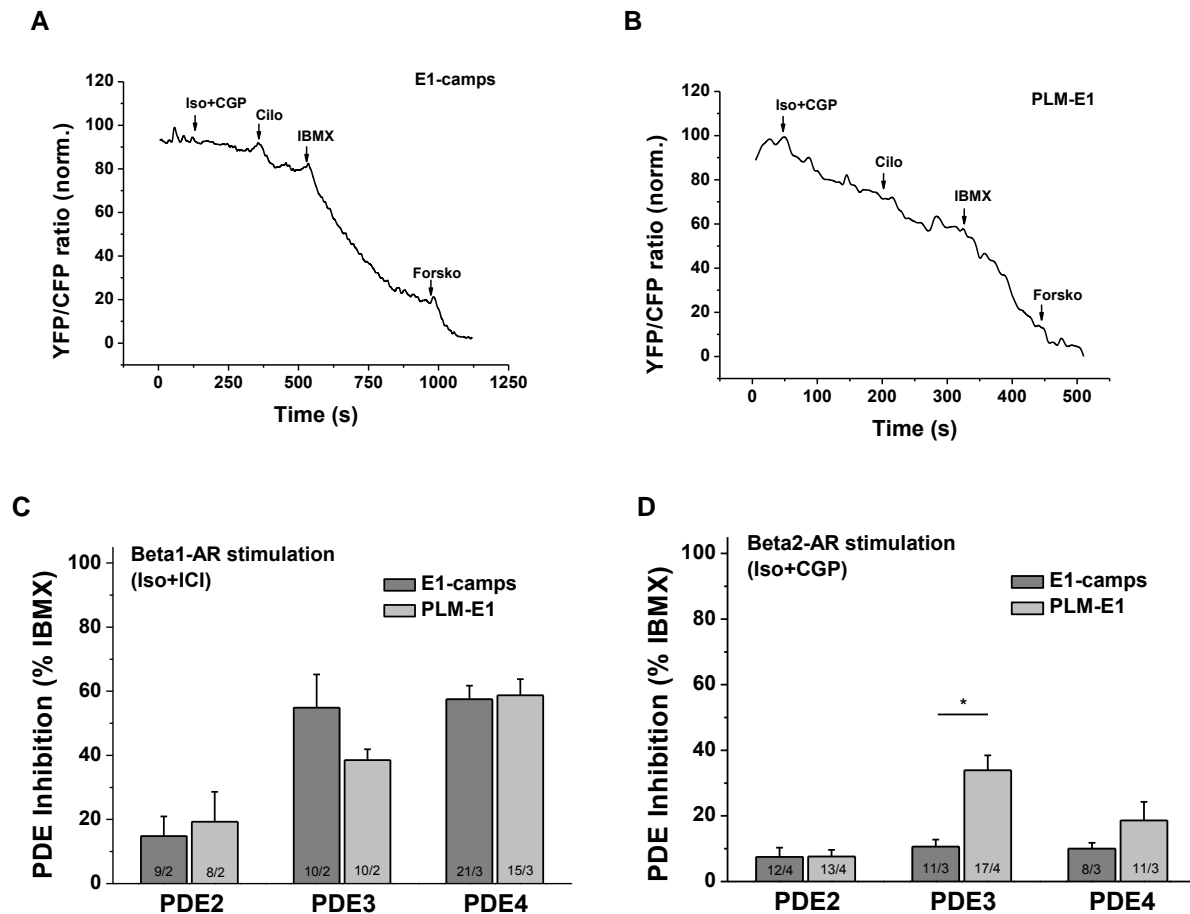 A
E1-camps
YFP/CFP ratio (norm.)
120
100
80
60
40
20
0
Iso+CGP
Cilo
IBMX
Forsko
0 250 500 750 1000 1250
Time (s)
B
PLM-E1
YFP/CFP ratio (norm.)
120
100
80
60
40
20
0
Iso+CGP
Cilo
IBMX
Forsko
0 100 200 300 400 500
Time (s)
C
Beta1-AR stimulation
(Iso+ICI)
E1-camps
PLM-E1
PDE Inhibition (% IBMX)
100
80
60
40
20
0
9/2 8/2 10/2 10/2 21/3 15/3
PDE2 PDE3 PDE4
D
Beta2-AR stimulation
(Iso+CGP)
E1-camps
PLM-E1
PDE Inhibition (% IBMX)
100
80
60
40
20
0
*
12/4 13/4 11/3 17/4 8/3 11/3
PDE2 PDE3 PDE4